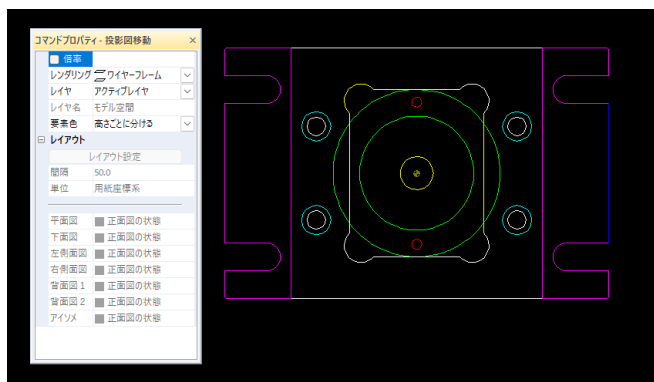 コマンドプロパティ - 投影図移動 ×
倍率
レンダリング ワイヤーフレーム
レイヤ アクティブレイヤ
レイヤ名 モデル空間
要素色 高さごとに分ける
レイアウト
レイアウト設定
間隔 50.0
単位 用紙座標系
平面図 正面図の状態
下面図 正面図の状態
左側面図 正面図の状態
右側面図 正面図の状態
背面図1 正面図の状態
背面図2 正面図の状態
アイソメ 正面図の状態